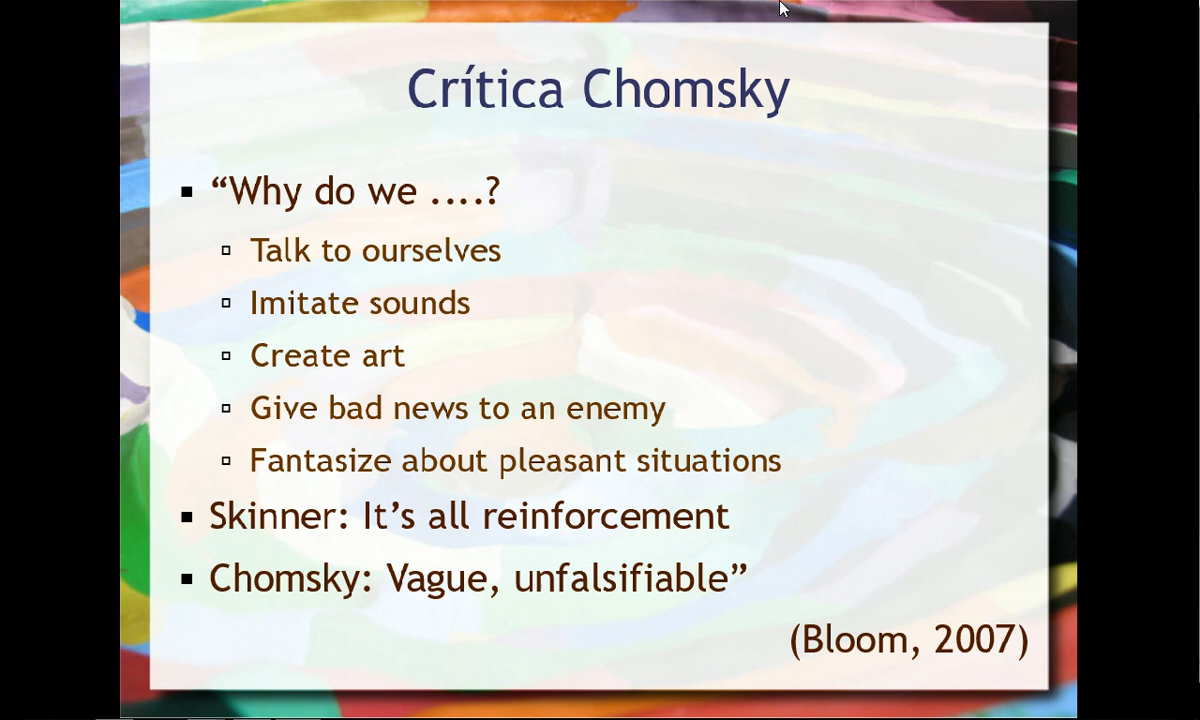 Crítica Chomsky
“Why do we ....?
Talk to ourselves
Imitate sounds
Create art
Give bad news to an enemy
Fantasize about pleasant situations
Skinner: It’s all reinforcement
Chomsky: Vague, unfalsifiable”
(Bloom, 2007)